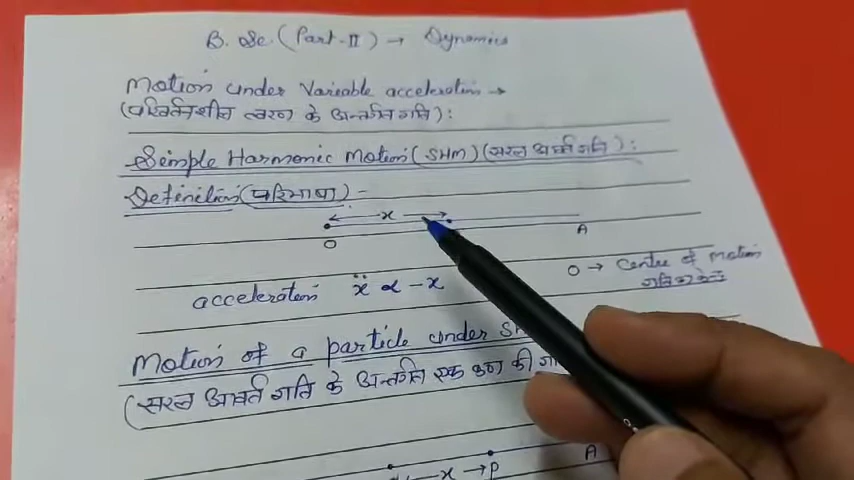 B. Sc. (Part-II) → Dynamics
Motion under Variable acceleration →
(परिवर्तनशील त्वरण के अन्तर्गत गति):
Simple Harmonic Motion (SHM) (सरल आवर्त गति):
Definition (परिभाषा) -
← x →
O A
acceleration ẍ ∝ -x
O → Centre of Motion
गति का केन्द्र
Motion of a particle under
(सरल आवर्त गति के अन्तर्गत एक कण की
x → P A